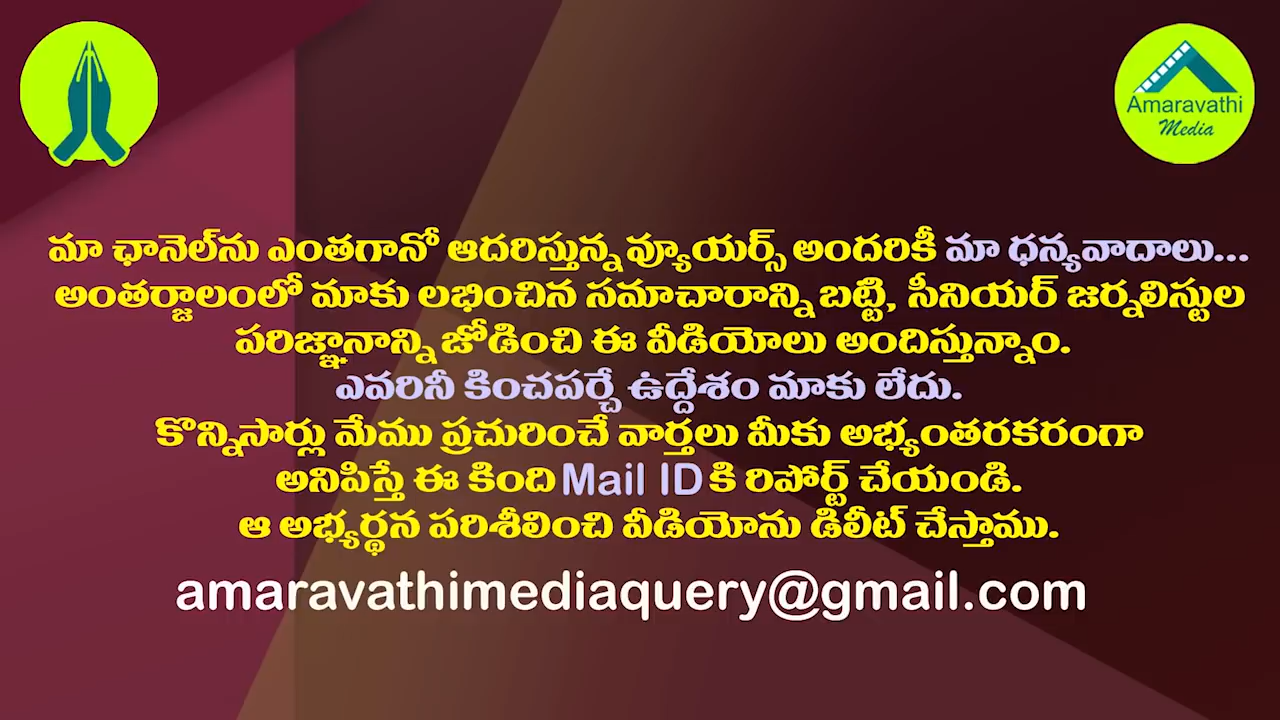 Amaravathi
Media
మా ఛానెల్‌ను ఎంతగానో ఆదరిస్తున్న వ్యూయర్స్ అందరికీ మా ధన్యవాదాలు...
అంతర్జాలంలో మాకు లభించిన సమాచారాన్ని బట్టి, సీనియర్ జర్నలిస్టుల
పరిజ్ఞానాన్ని జోడించి ఈ వీడియోలు అందిస్తున్నాం.
ఎవరినీ కించపర్చే ఉద్దేశం మాకు లేదు.
కొన్నిసార్లు మేము ప్రచురించే వార్తలు మీకు అభ్యంతరకరంగా
అనిపిస్తే ఈ కింది Mail ID కి రిపోర్ట్ చేయండి.
ఆ అభ్యర్థన పరిశీలించి వీడియోను డిలీట్ చేస్తాము.
amaravathimediaquery@gmail.com